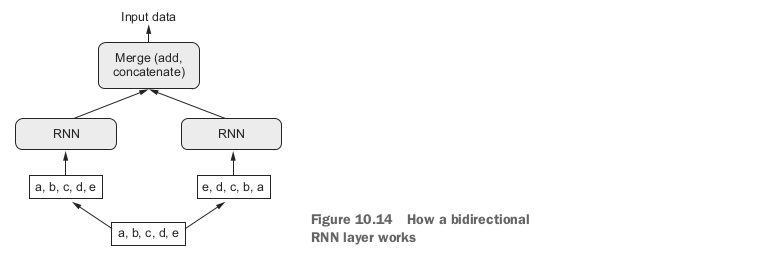 Input data
Merge (add,
concatenate)
RNN
RNN
a, b, c, d, e
e, d, c, b, a
a, b, c, d, e
Figure 10.14 How a bidirectional
RNN layer works